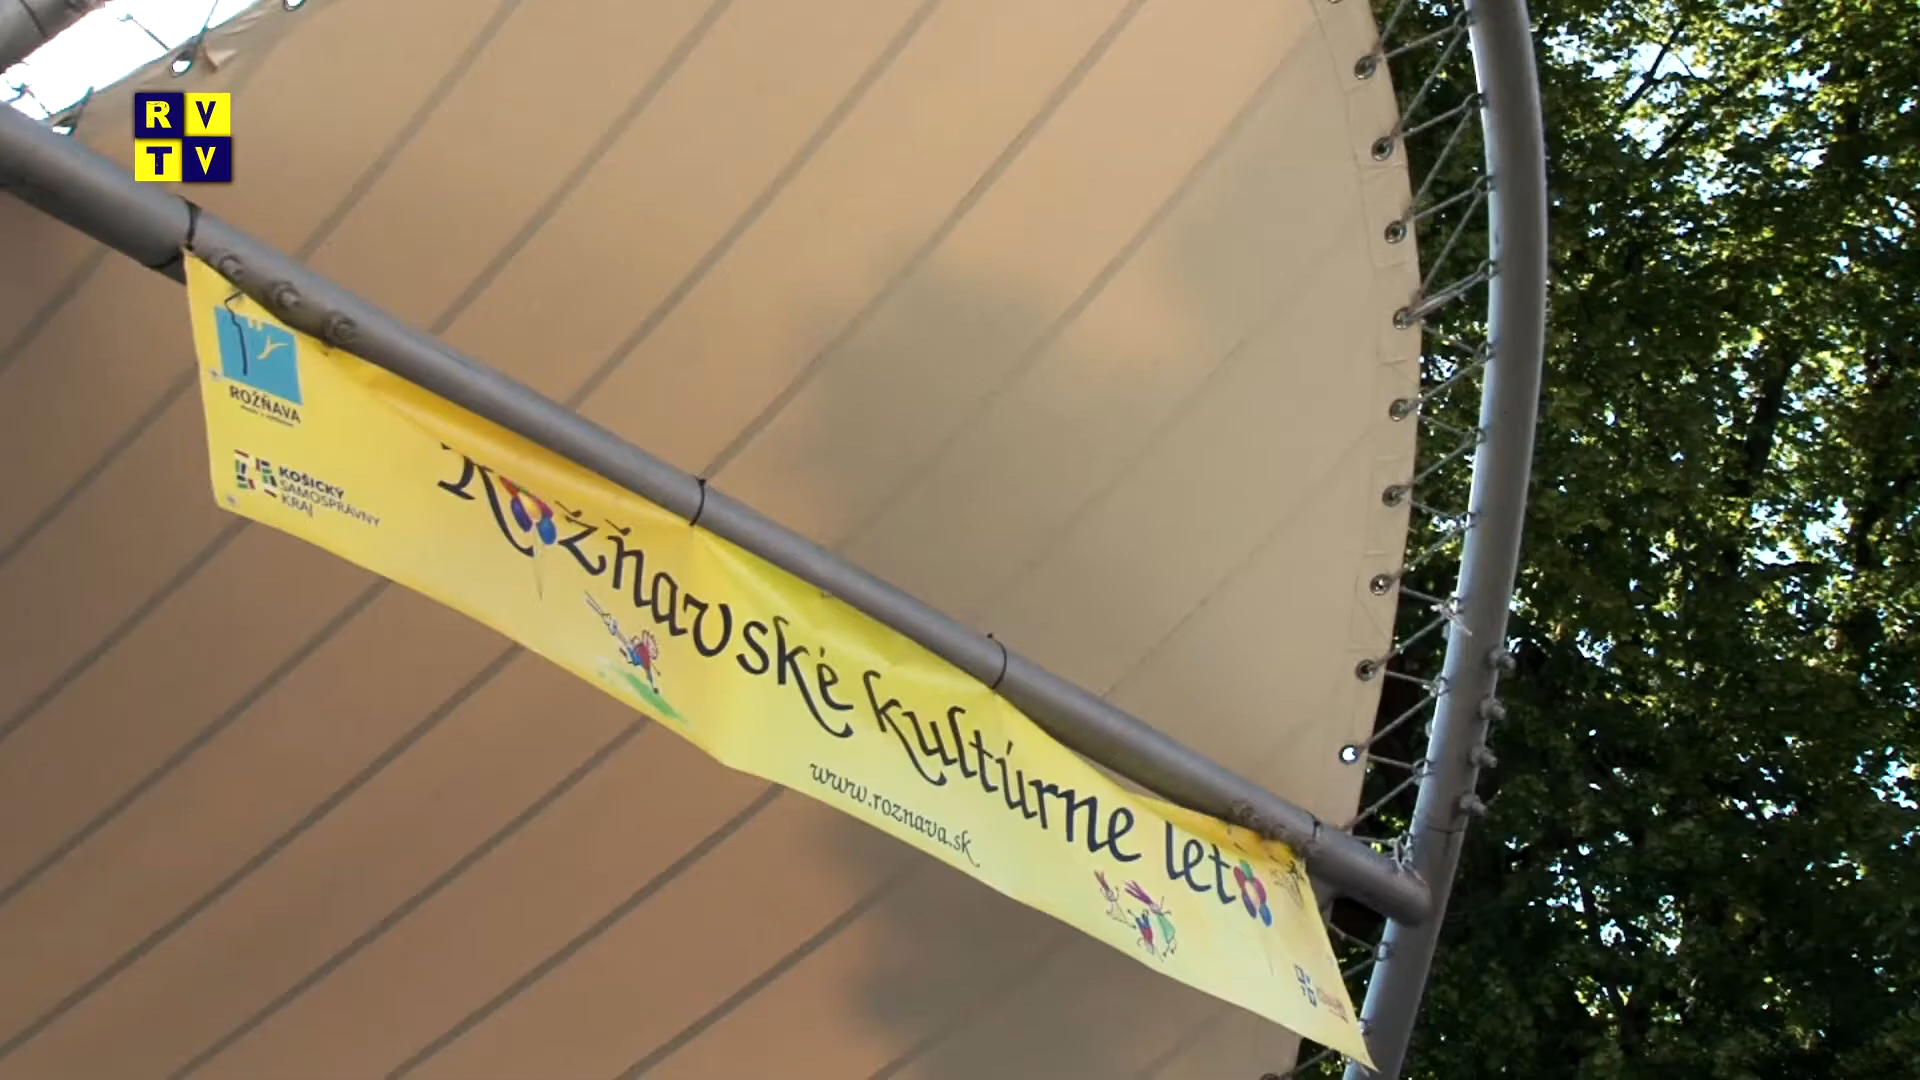 RV
TV
ROŽŇAVA
KOŠICKÝ
SAMOSPRÁVNY
KRAJ
Rožňavské kultúrne leto
www.roznava.sk